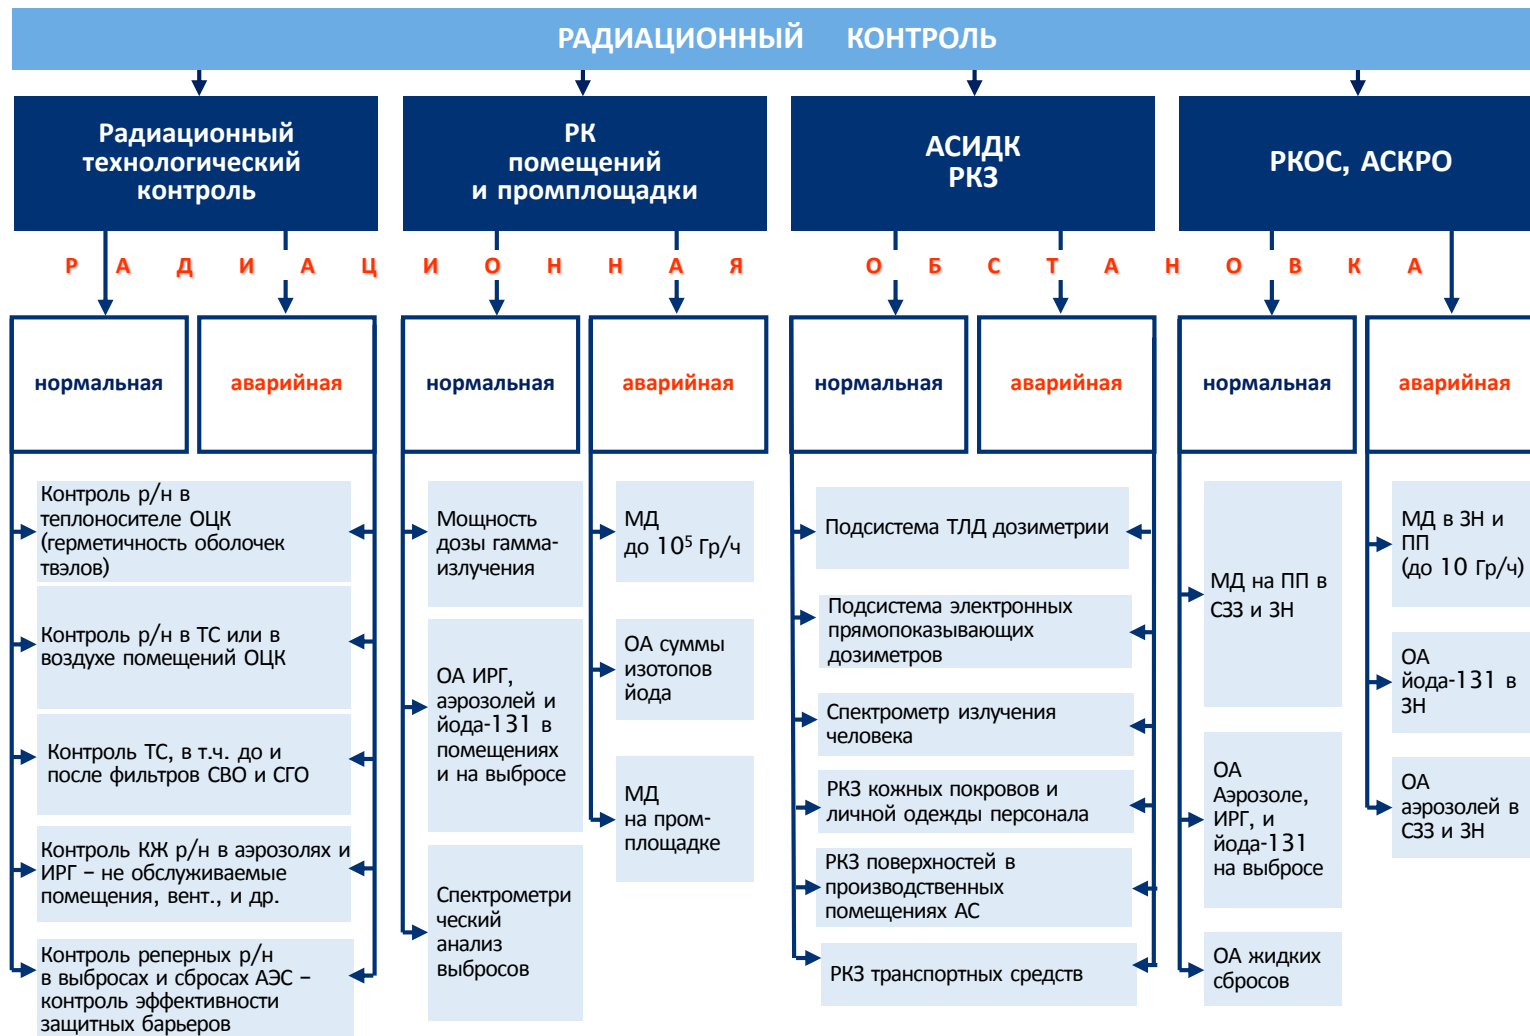 РАДИАЦИОННЫЙ КОНТРОЛЬ
Радиационный
технологический
контроль
РК
помещений
и промплощадки
АСИДК
РКЗ
РКОС, АСКРО
РАДИАЦИОННАЯ ОБСТАНОВКА
нормальная
аварийная
нормальная
аварийная
нормальная
аварийная
нормальная
аварийная
Контроль р/н в
теплоносителе ОЦК
(герметичность оболочек
твэлов)
Контроль р/н в ТС или в
воздухе помещений ОЦК
Контроль ТС, в т.ч. до и
после фильтров СВО и СГО
Контроль КЖ р/н в аэрозолях и
ИРГ – не обслуживаемые
помещения, вент., и др.
Контроль реперных р/н
в выбросах и сбросах АЭС –
контроль эффективности
защитных барьеров
Мощность
дозы гамма-
излучения
ОА ИРГ,
аэрозолей и
йода-131 в
помещениях
и на выбросе
Спектрометри
ческий
анализ
выбросов
МД
до 10⁵ Гр/ч
ОА суммы
изотопов
йода
МД
на пром-
площадке
Подсистема ТЛД дозиметрии
Подсистема электронных
прямопоказывающих
дозиметров
Спектрометр излучения
человека
РКЗ кожных покровов и
личной одежды персонала
РКЗ поверхностей в
производственных
помещениях АС
РКЗ транспортных средств
МД на ПП в
СЗЗ и ЗН
ОА
Аэрозоле,
ИРГ, и
йода-131
на выбросе
ОА жидких
сбросов
МД в ЗН и
ПП
(до 10 Гр/ч)
ОА
йода-131 в
ЗН
ОА
аэрозолей в
СЗЗ и ЗН